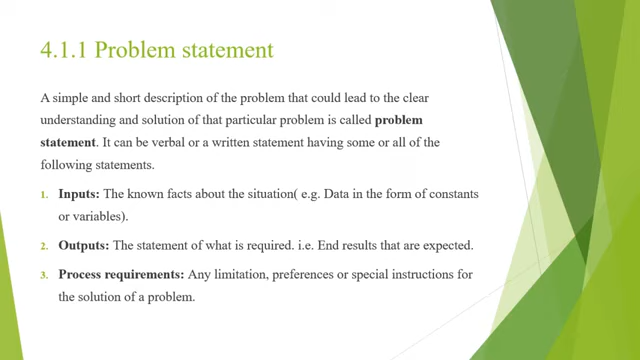 4.1.1 Problem statement
A simple and short description of the problem that could lead to the clear
understanding and solution of that particular problem is called problem
statement. It can be verbal or a written statement having some or all of the
following statements.
1. Inputs: The known facts about the situation( e.g. Data in the form of constants
or variables).
2. Outputs: The statement of what is required. i.e. End results that are expected.
3. Process requirements: Any limitation, preferences or special instructions for
the solution of a problem.